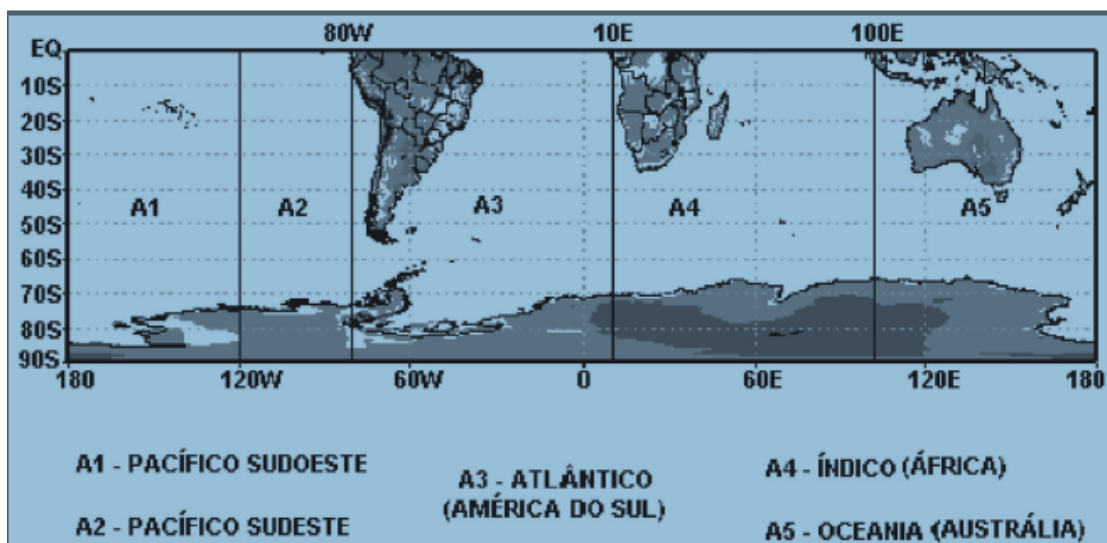 80W 10E 100E
EQ
10S
20S
30S
40S
A1 A2 A3 A4 A5
50S
60S
70S
80S
90S
180 120W 60W 0 60E 120E 180
A1 - PACÍFICO SUDOESTE
A2 - PACÍFICO SUDESTE
A3 - ATLÂNTICO
(AMÉRICA DO SUL)
A4 - ÍNDICO (ÁFRICA)
A5 - OCEANIA (AUSTRÁLIA)